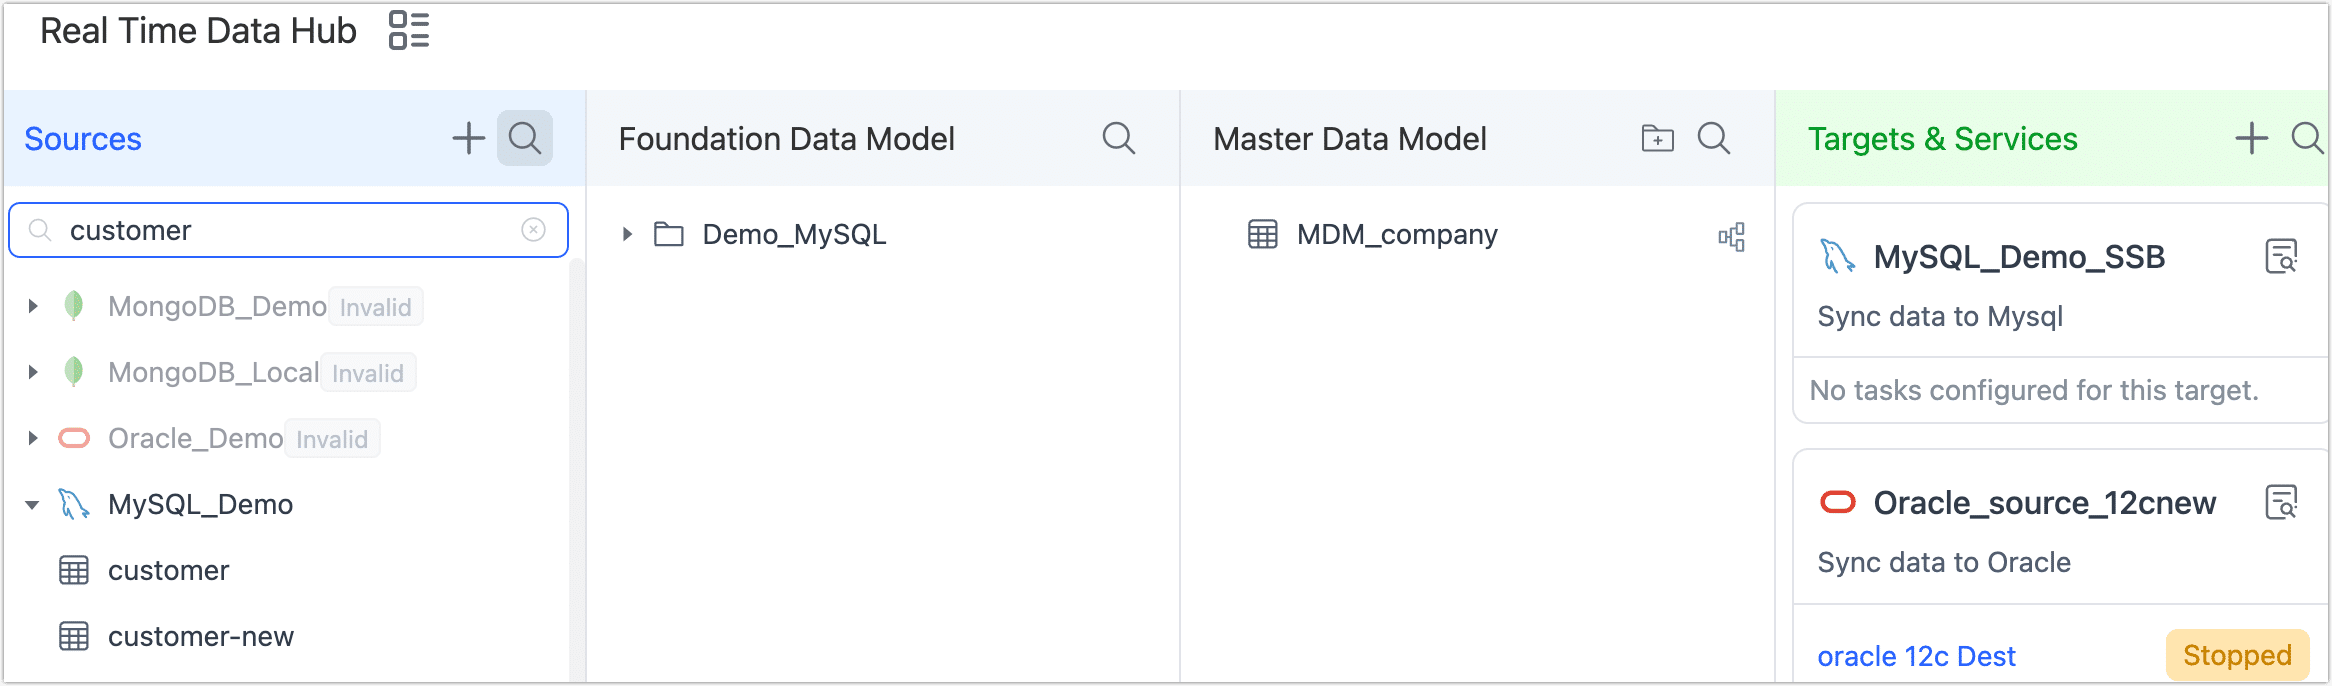 Real Time Data Hub
Sources
customer
MongoDB_Demo Invalid
MongoDB_Local Invalid
Oracle_Demo Invalid
MySQL_Demo
customer
customer-new
Foundation Data Model
Demo_MySQL
Master Data Model
MDM_company
Targets & Services
MySQL_Demo_SSB
Sync data to Mysql
No tasks configured for this target.
Oracle_source_12cnew
Sync data to Oracle
oracle 12c Dest Stopped